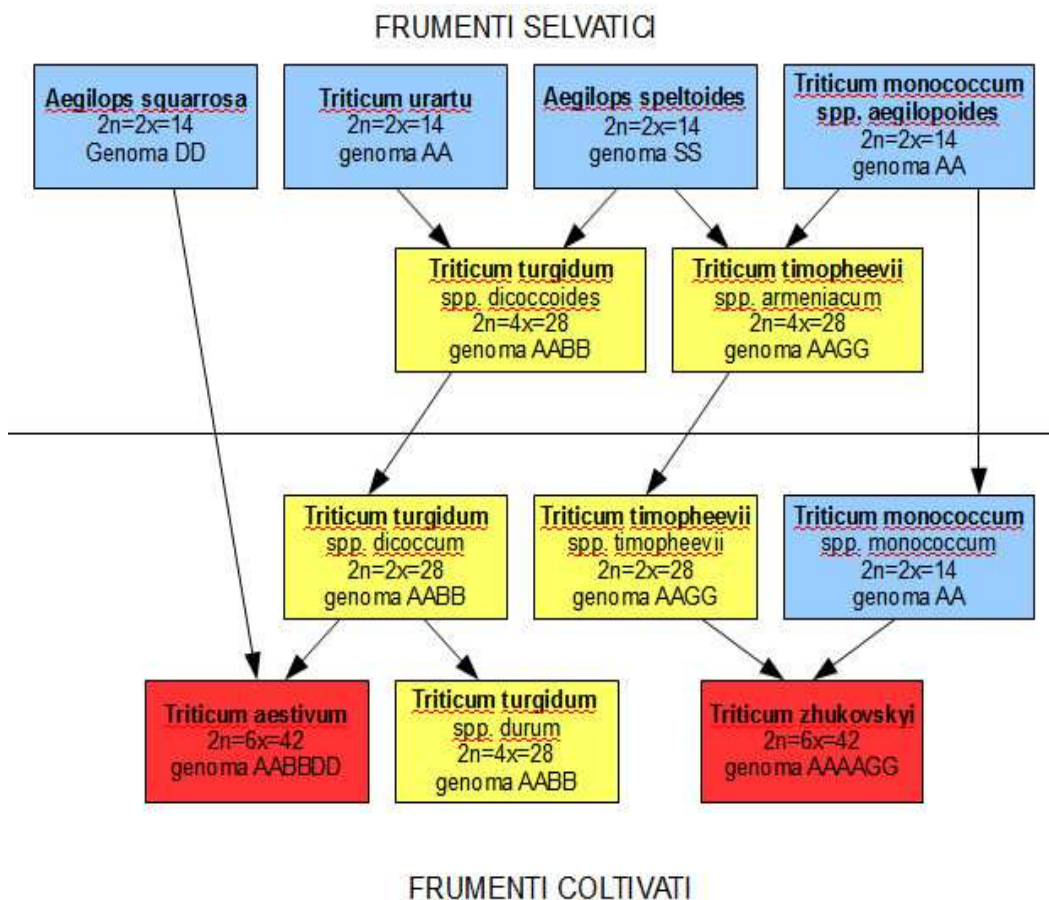 FRUMENTI SELVATICI
Aegilops squarrosa
2n=2x=14
Genoma DD
Triticum urartu
2n=2x=14
genoma AA
Aegilops speltoides
2n=2x=14
genoma SS
Triticum monococcum
spp. aegilopoides
2n=2x=14
genoma AA
Triticum turgidum
spp. dicoccoides
2n=4x=28
genoma AABB
Triticum timopheevii
spp. armeniacum
2n=4x=28
genoma AAGG
Triticum turgidum
spp. dicoccum
2n=2x=28
genoma AABB
Triticum timopheevii
spp. timopheevii
2n=2x=28
genoma AAGG
Triticum monococcum
spp. monococcum
2n=2x=14
genoma AA
Triticum aestivum
2n=6x=42
genoma AABBDD
Triticum turgidum
spp. durum
2n=4x=28
genoma AABB
Triticum zhukovskyi
2n=6x=42
genoma AAAAGG
FRUMENTI COLTIVATI